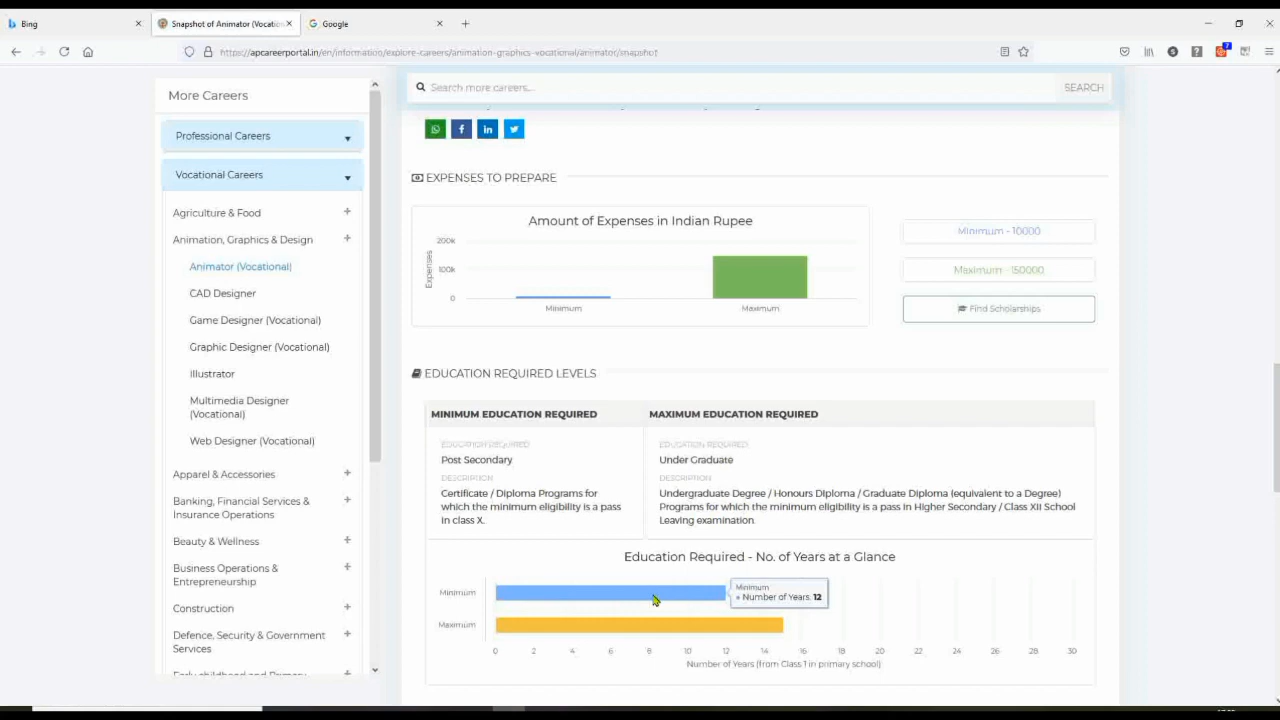 Bing
Snapshot of Animator (Vocation
Google
https://apcareerportal.in/en/information/explore-careers/animation-graphics-vocational/animator/snapshot
7
More Careers
Professional Careers
Vocational Careers
Agriculture & Food
Animation, Graphics & Design
Animator (Vocational)
CAD Designer
Game Designer (Vocational)
Graphic Designer (Vocational)
Illustrator
Multimedia Designer
(Vocational)
Web Designer (Vocational)
Apparel & Accessories
Banking, Financial Services &
Insurance Operations
Beauty & Wellness
Business Operations &
Entrepreneurship
Construction
Defence, Security & Government
Services
Early childhood and Primary
Search more careers...
SEARCH
EXPENSES TO PREPARE
Amount of Expenses in Indian Rupee
Expenses
200k
100k
0
Minimum
Maximum
Minimum - 10000
Maximum - 150000
Find Scholarships
EDUCATION REQUIRED LEVELS
MINIMUM EDUCATION REQUIRED
EDUCATION REQUIRED
Post Secondary
DESCRIPTION
Certificate / Diploma Programs for
which the minimum eligibility is a pass
in class X.
MAXIMUM EDUCATION REQUIRED
EDUCATION REQUIRED
Under Graduate
DESCRIPTION
Undergraduate Degree / Honours Diploma / Graduate Diploma (equivalent to a Degree)
Programs for which the minimum eligibility is a pass in Higher Secondary / Class XII School
Leaving examination.
Education Required - No. of Years at a Glance
Minimum
Maximum
Minimum
Number of Years: 12
0 2 4 6 8 10 12 14 16 18 20 22 24 26 28 30
Number of Years (from Class 1 in primary school)